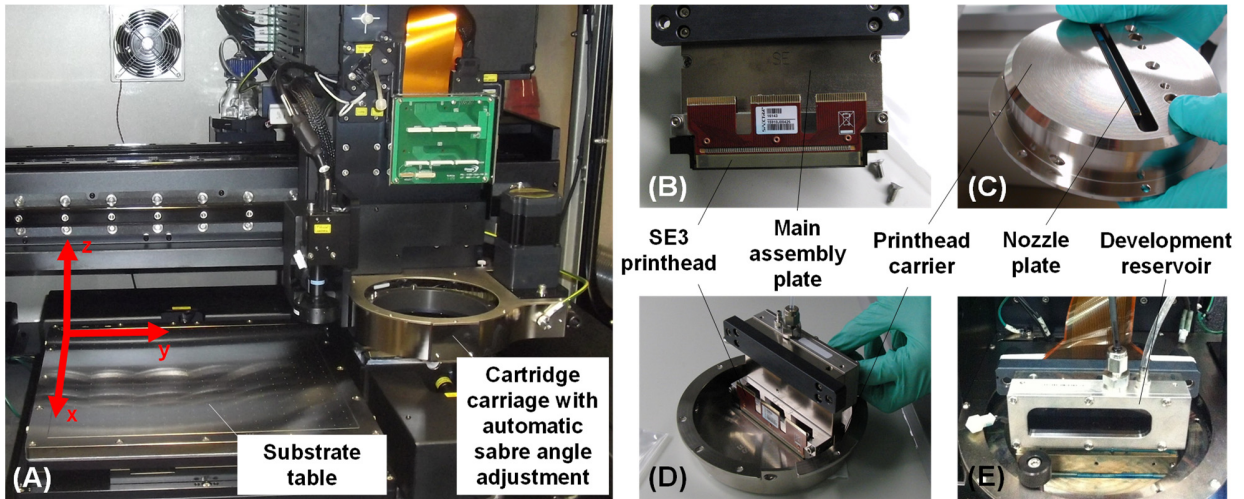 z
y
x
Substrate
table
Cartridge
carriage with
automatic
sabre angle
adjustment
(A)
(B)
(C)
SE3
printhead
Main
assembly
plate
Printhead
carrier
Nozzle
plate
Development
reservoir
(D)
(E)
SE